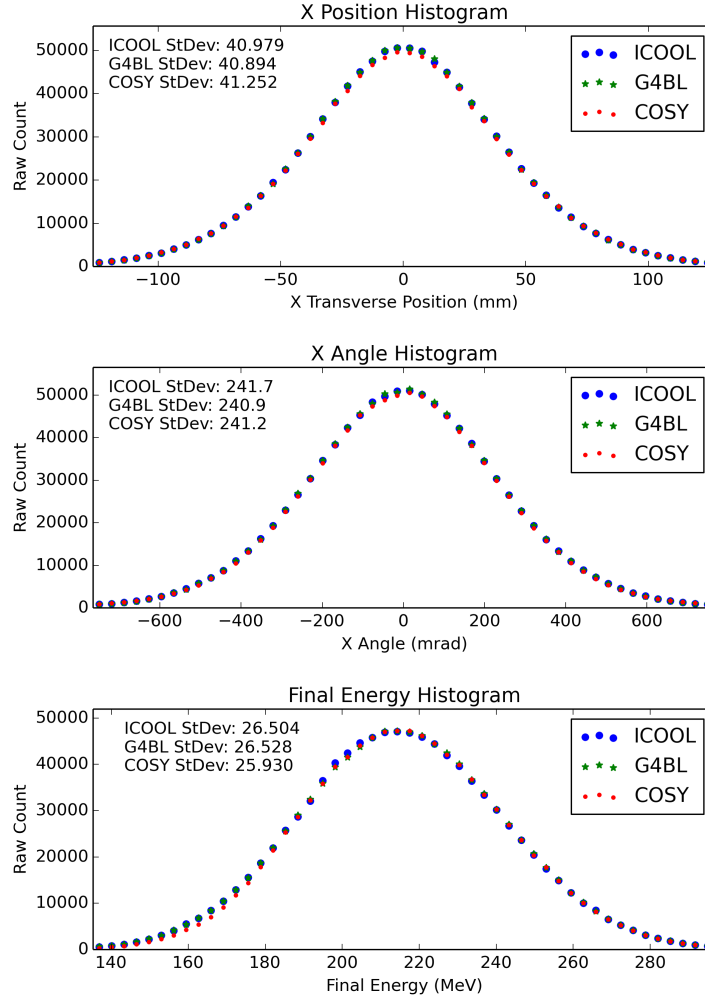 X Position Histogram
ICOOL StDev: 40.979
G4BL StDev: 40.894
COSY StDev: 41.252
ICOOL
G4BL
COSY
50000
40000
30000
20000
10000
0
Raw Count
−100
−50
0
50
100
X Transverse Position (mm)
X Angle Histogram
ICOOL StDev: 241.7
G4BL StDev: 240.9
COSY StDev: 241.2
ICOOL
G4BL
COSY
50000
40000
30000
20000
10000
0
Raw Count
−600
−400
−200
0
200
400
600
X Angle (mrad)
Final Energy Histogram
ICOOL StDev: 26.504
G4BL StDev: 26.528
COSY StDev: 25.930
ICOOL
G4BL
COSY
50000
40000
30000
20000
10000
0
Raw Count
140
160
180
200
220
240
260
280
Final Energy (MeV)